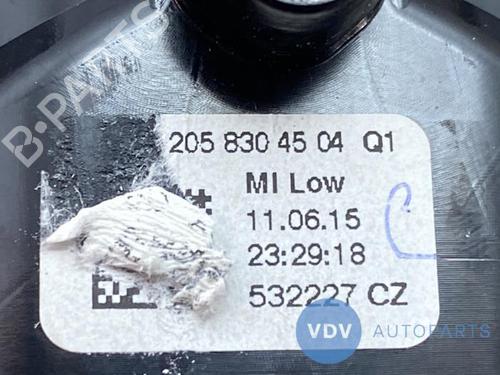 B-PARTS
205 830 45 04 Q1
MI Low
11.06.15
23:29:18
532227 CZ
VDV AUTOPARTS